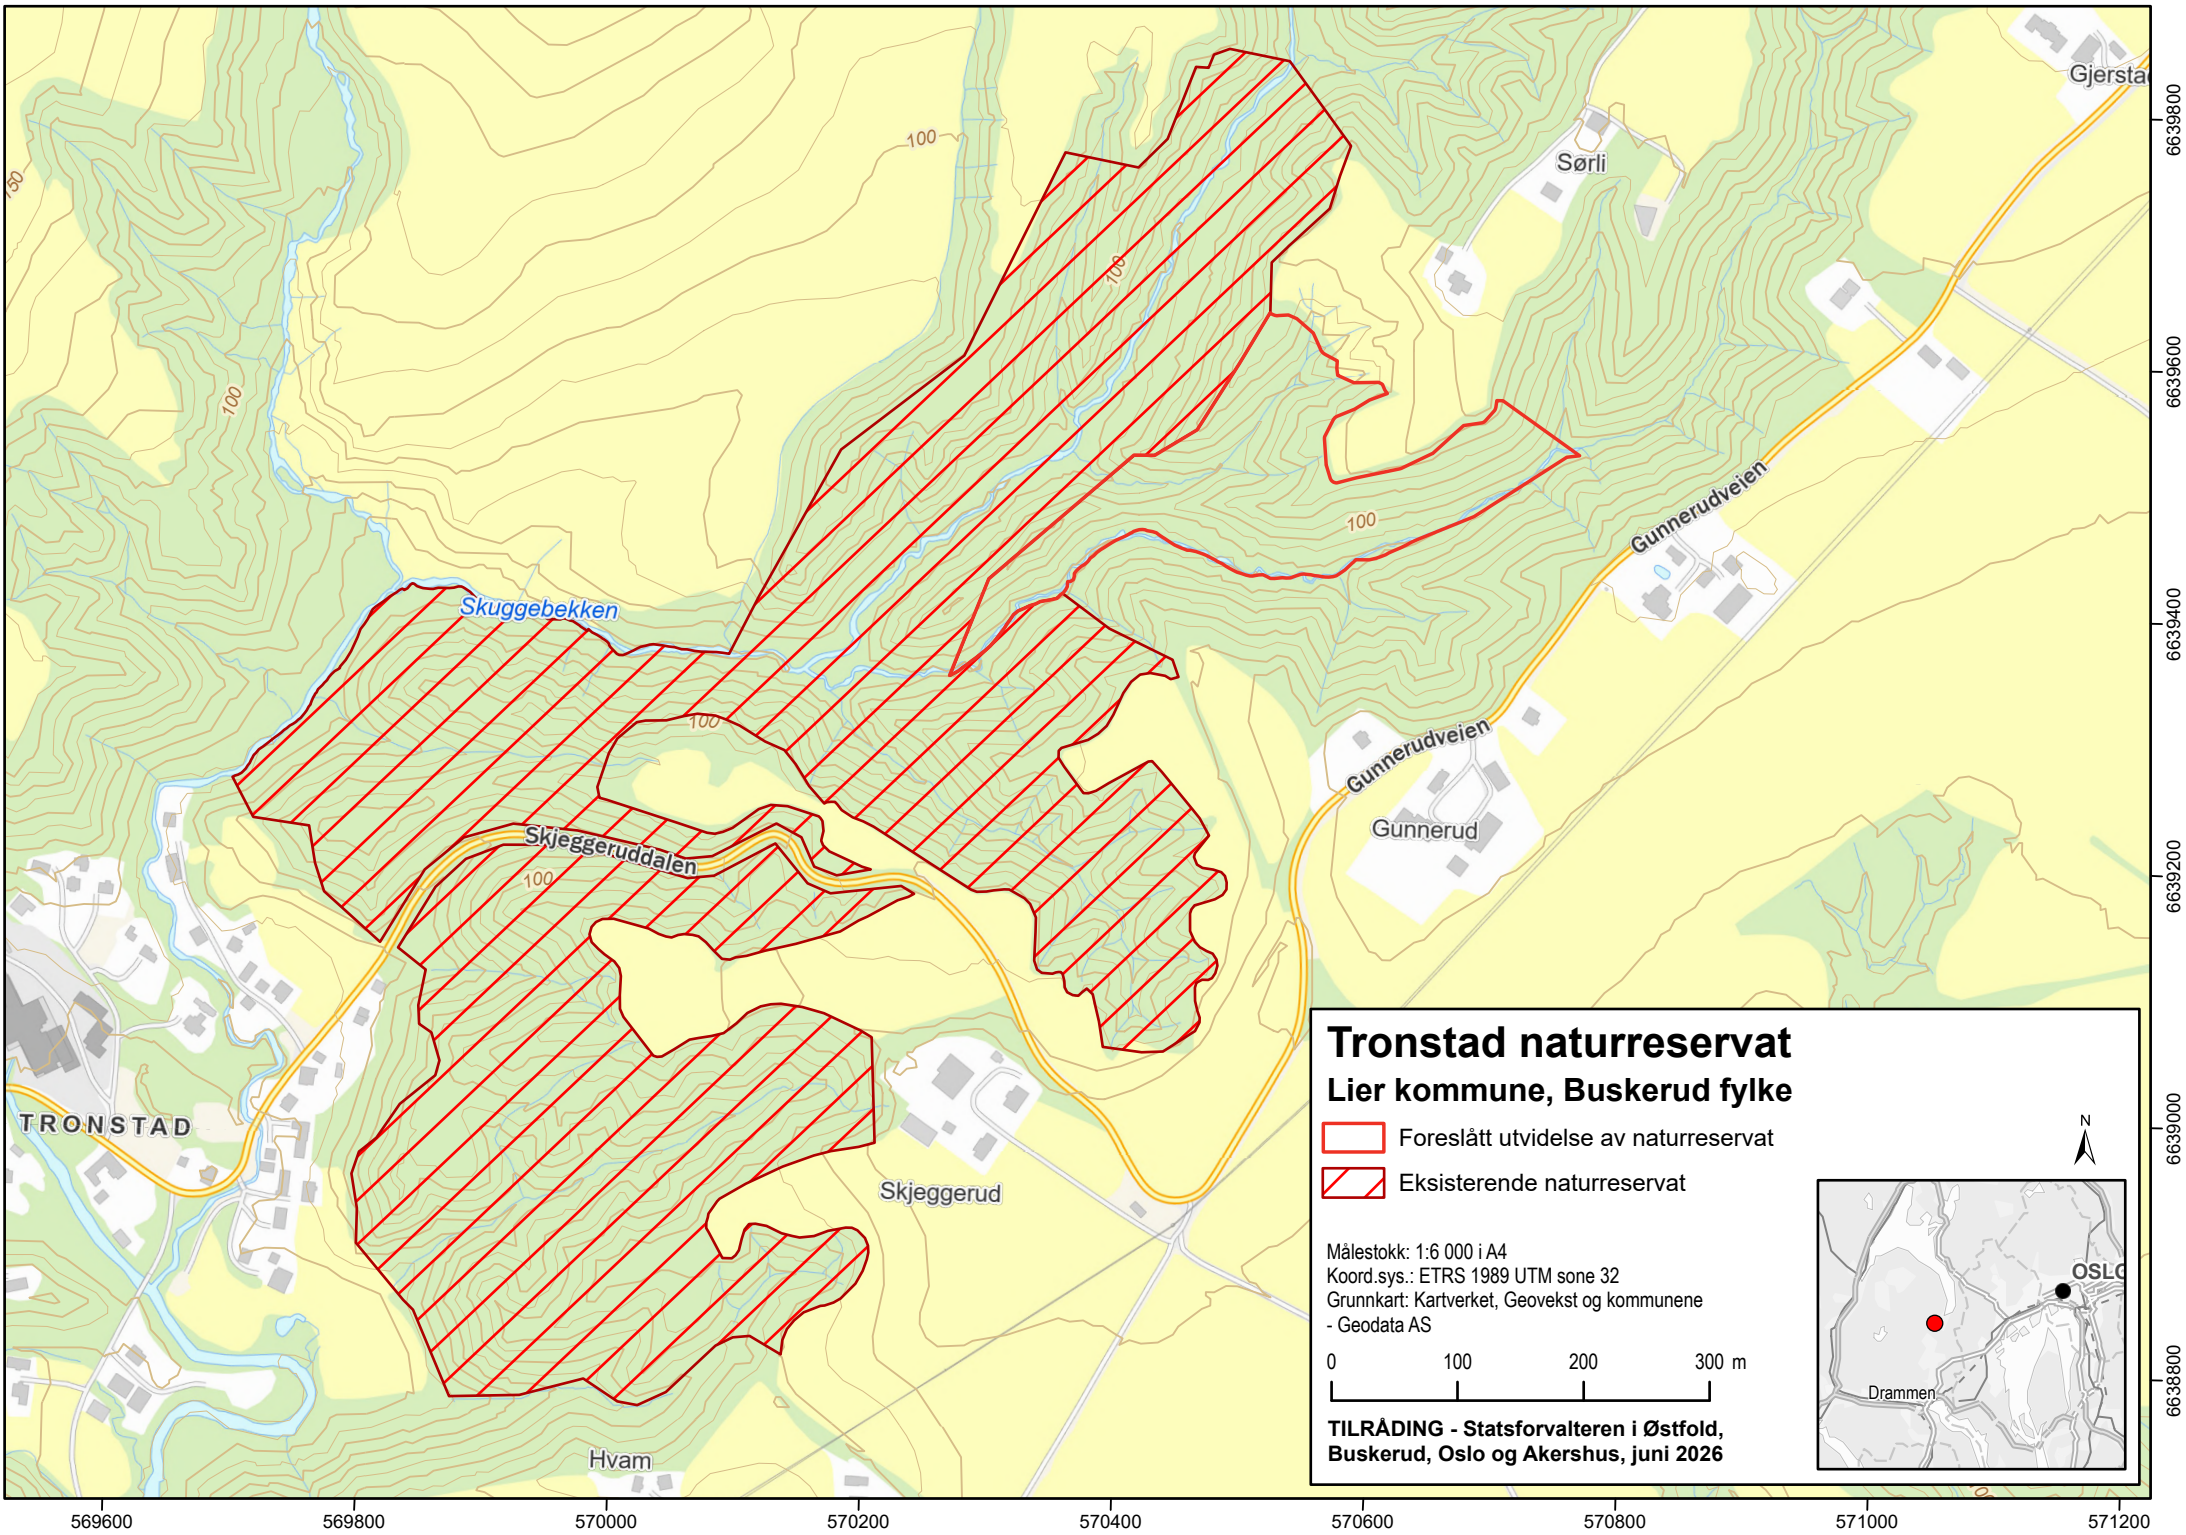 Gjersta
100
Sørli
150
100
100
100
Gunnerudveien
Skuggebekken
100
Gunnerudveien
Gunnerud
Skjeggeruddalen
100
TRONSTAD
Skjeggerud
Hvam
100
6639800
6639600
6639400
6639200
6639000
6638800
569600
569800
570000
570200
570400
570600
570800
571000
571200
Tronstad naturreservat
Lier kommune, Buskerud fylke
Foreslått utvidelse av naturreservat
Eksisterende naturreservat
N
Målestokk: 1:6 000 i A4
Koord.sys.: ETRS 1989 UTM sone 32
Grunnkart: Kartverket, Geovekst og kommunene
- Geodata AS
0 100 200 300 m
TILRÅDING - Statsforvalteren i Østfold,
Buskerud, Oslo og Akershus, juni 2026
OSLO
Drammen